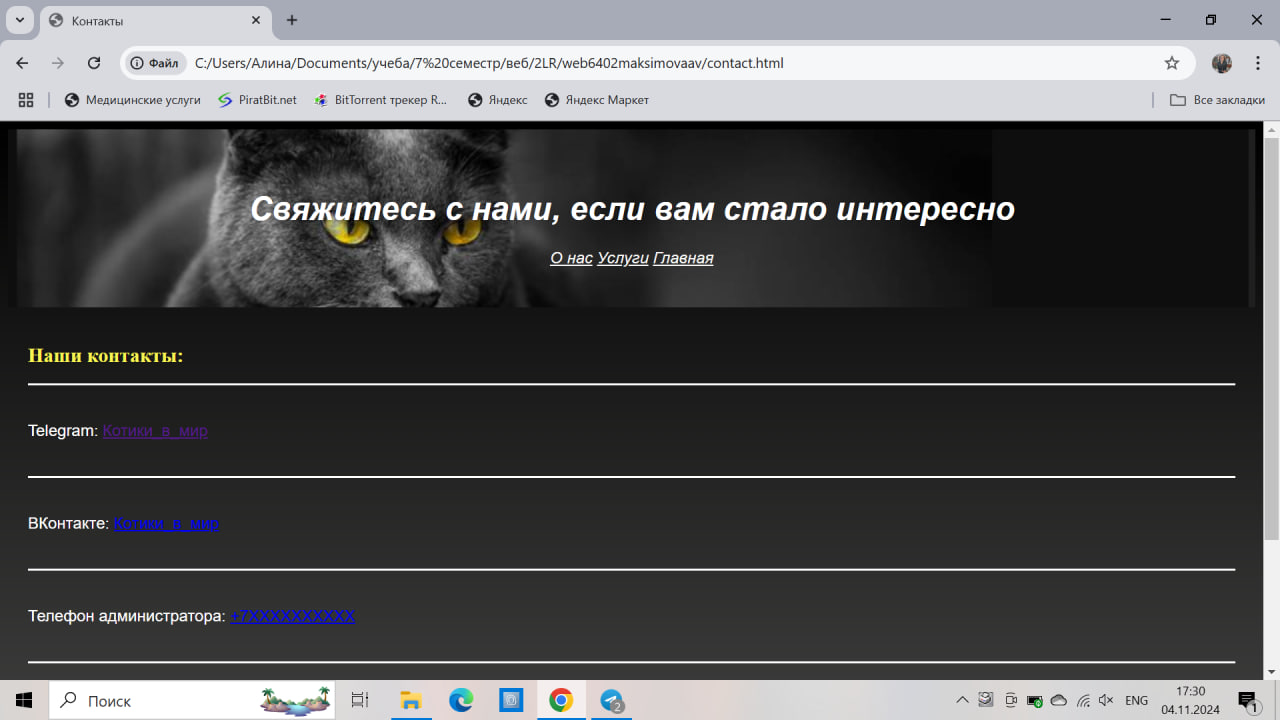 Контакты
Файл C:/Users/Алина/Documents/учеба/7%20семестр/веб/2LR/web6402maksimovaav/contact.html
Медицинские услуги PiratBit.net BitTorrent трекер R... Яндекс Яндекс Маркет Все закладки
Свяжитесь с нами, если вам стало интересно
О нас Услуги Главная
Наши контакты:
Telegram: Котики_в_мир
ВКонтакте: Котики_в_мир
Телефон администратора: +7XXXXXXXXXX
Поиск 2 ENG 17:30 1
04.11.2024